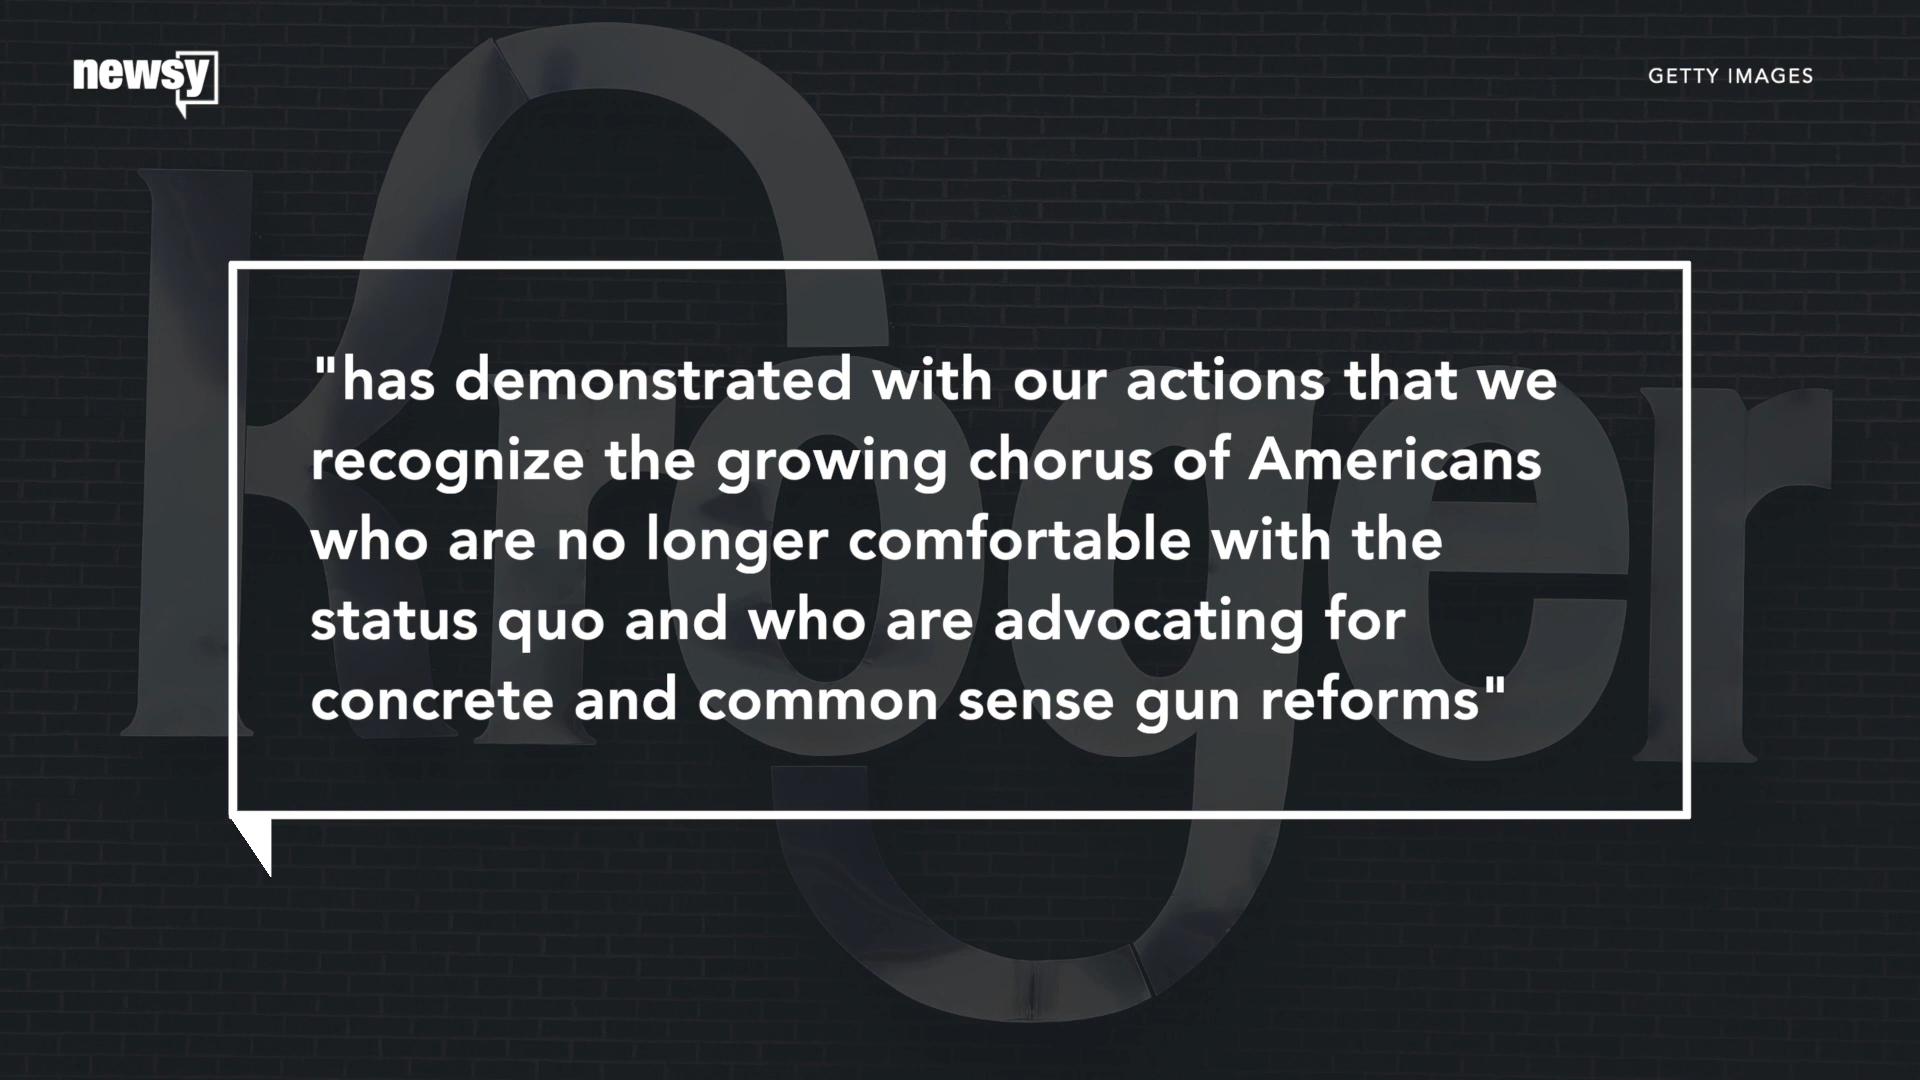 newsy
GETTY IMAGES
Kroger
"has demonstrated with our actions that we
recognize the growing chorus of Americans
who are no longer comfortable with the
status quo and who are advocating for
concrete and common sense gun reforms"